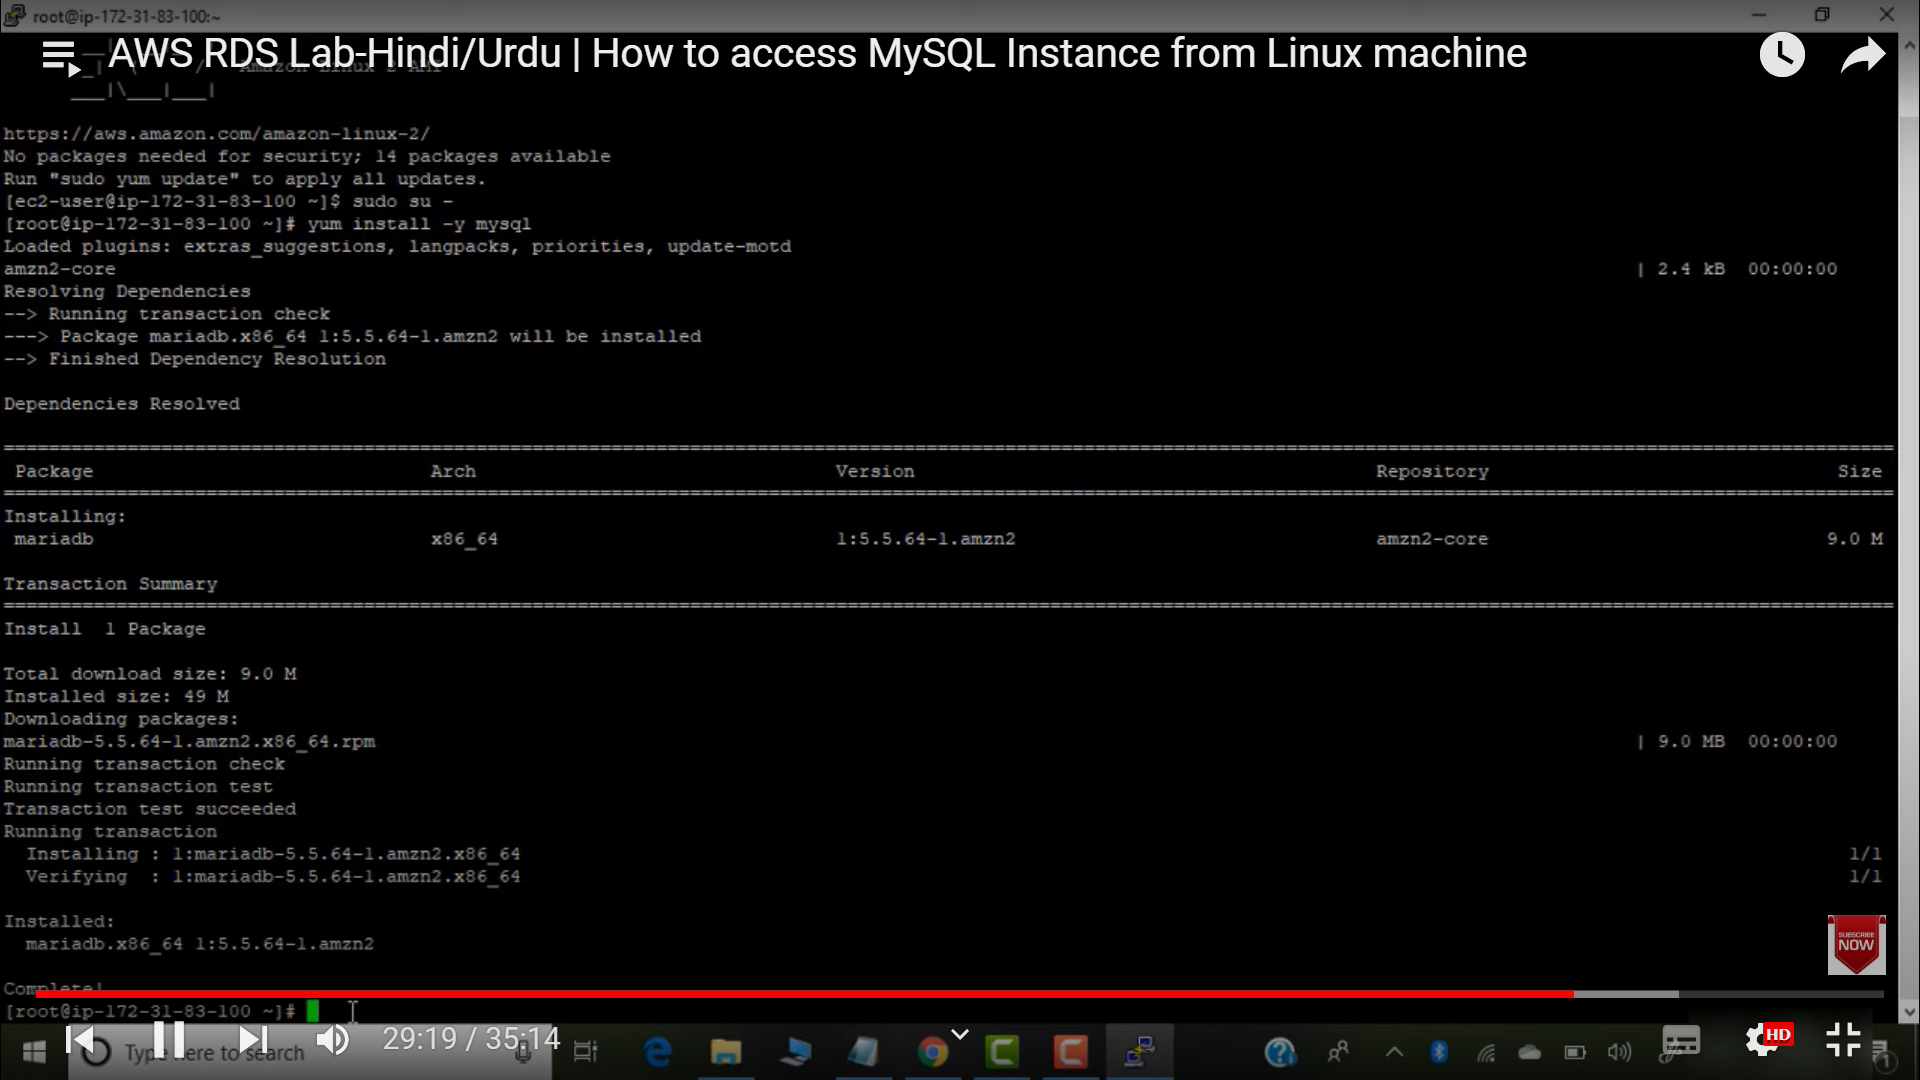 root@ip-172-31-83-100:~
AWS RDS Lab-Hindi/Urdu | How to access MySQL Instance from Linux machine
https://aws.amazon.com/amazon-linux-2/
No packages needed for security; 14 packages available
Run "sudo yum update" to apply all updates.
[ec2-user@ip-172-31-83-100 ~]$ sudo su -
[root@ip-172-31-83-100 ~]# yum install -y mysql
Loaded plugins: extras_suggestions, langpacks, priorities, update-motd
amzn2-core | 2.4 kB 00:00:00
Resolving Dependencies
--> Running transaction check
---> Package mariadb.x86_64 1:5.5.64-1.amzn2 will be installed
--> Finished Dependency Resolution
Dependencies Resolved
Package Arch Version Repository Size
Installing:
mariadb x86_64 1:5.5.64-1.amzn2 amzn2-core 9.0 M
Transaction Summary
Install 1 Package
Total download size: 9.0 M
Installed size: 49 M
Downloading packages:
mariadb-5.5.64-1.amzn2.x86_64.rpm | 9.0 MB 00:00:00
Running transaction check
Running transaction test
Transaction test succeeded
Running transaction
Installing : 1:mariadb-5.5.64-1.amzn2.x86_64 1/1
Verifying : 1:mariadb-5.5.64-1.amzn2.x86_64 1/1
Installed:
mariadb.x86_64 1:5.5.64-1.amzn2
SUBSCRIBE
NOW
Complete!
[root@ip-172-31-83-100 ~]#
29:19 / 35:14
Type here to search
HD